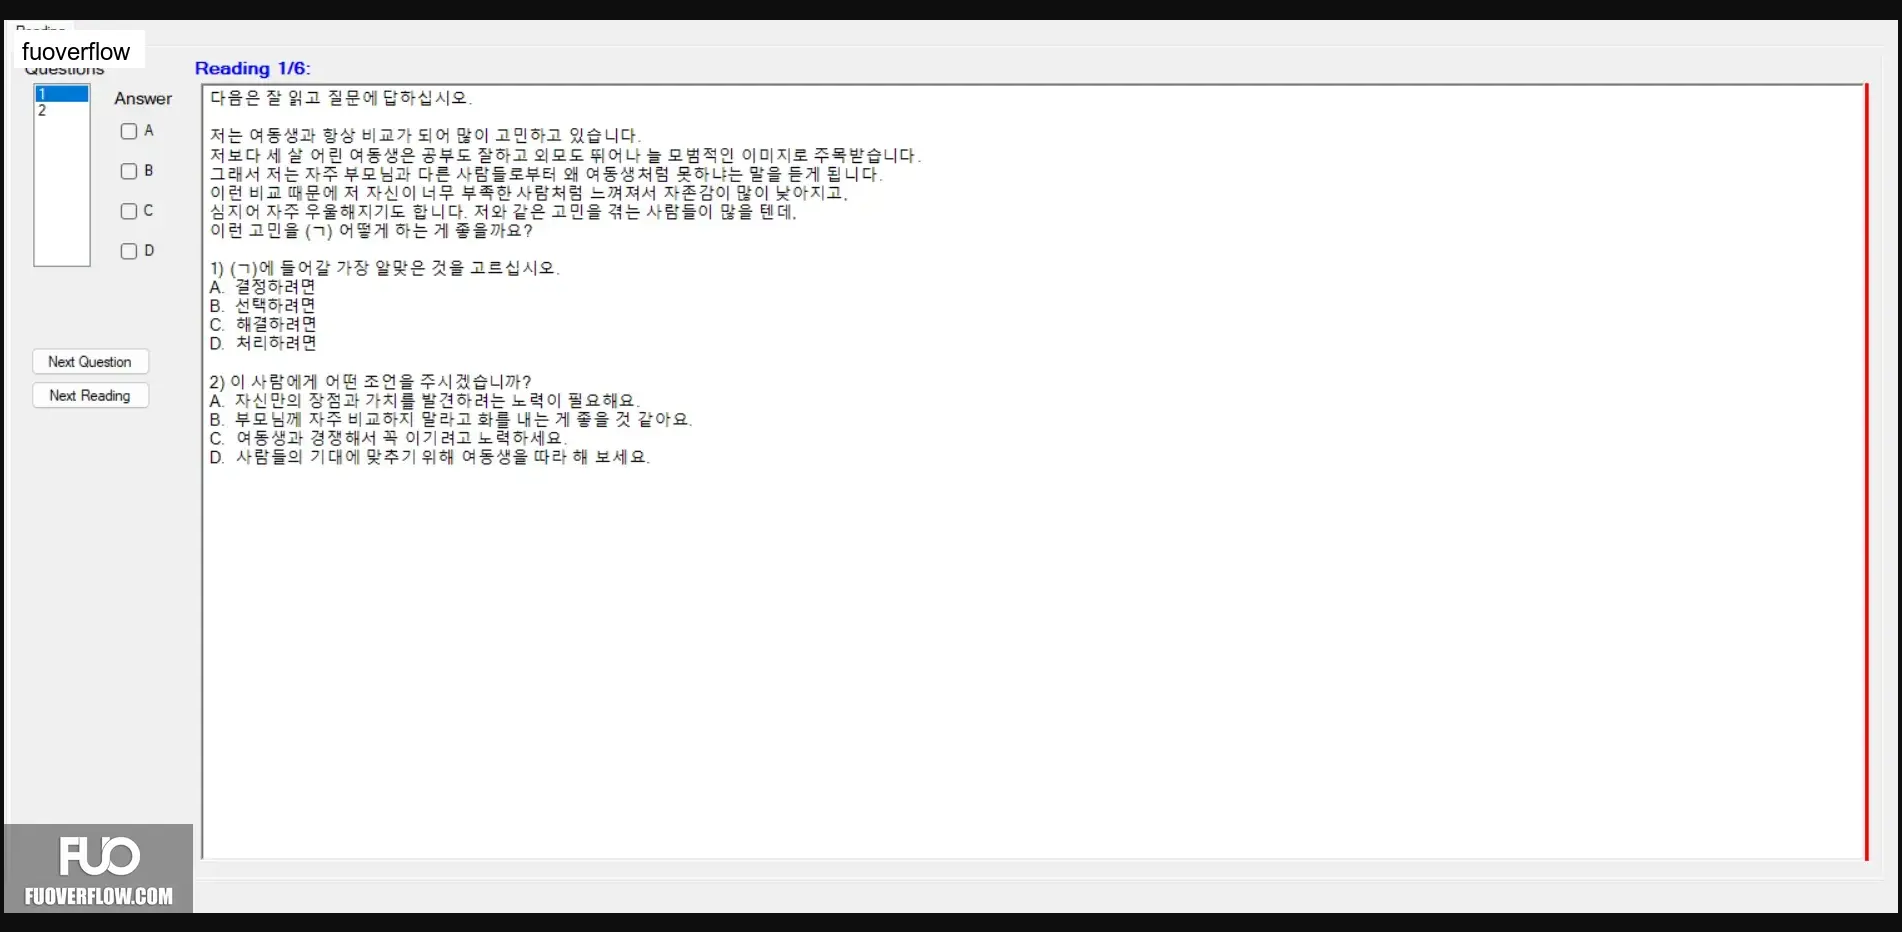 fuoverflow
Questions
1
2
Answer
A
B
C
D
Next Question
Next Reading
Reading 1/6:
다음은 잘 읽고 질문에 답하십시오.
저는 여동생과 항상 비교가 되어 많이 고민하고 있습니다.
저보다 세 살 어린 여동생은 공부도 잘하고 외모도 뛰어나 늘 모범적인 이미지로 주목받습니다.
그래서 저는 자주 부모님과 다른 사람들로부터 왜 여동생처럼 못하냐는 말을 듣게 됩니다.
이런 비교 때문에 저 자신이 너무 부족한 사람처럼 느껴져서 자존감이 많이 낮아지고,
심지어 자주 우울해지기도 합니다. 저와 같은 고민을 겪는 사람들이 많을 텐데,
이런 고민을 (ㄱ) 어떻게 하는 게 좋을까요?
1) (ㄱ)에 들어갈 가장 알맞은 것을 고르십시오.
A. 결정하려면
B. 선택하려면
C. 해결하려면
D. 처리하려면
2) 이 사람에게 어떤 조언을 주시겠습니까?
A. 자신만의 장점과 가치를 발견하려는 노력이 필요해요.
B. 부모님께 자주 비교하지 말라고 화를 내는 게 좋을 것 같아요.
C. 여동생과 경쟁해서 꼭 이기려고 노력하세요.
D. 사람들의 기대에 맞추기 위해 여동생을 따라 해 보세요.
FUO
FUOVERFLOW.COM